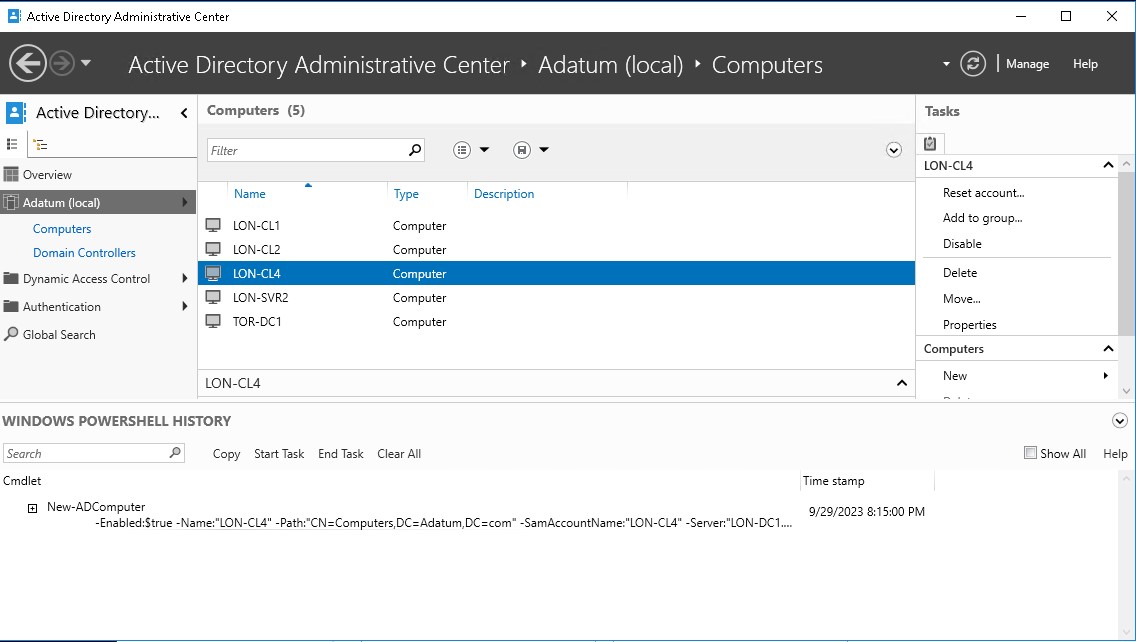 Active Directory Administrative Center
Active Directory Administrative Center • Adatum (local) • Computers
Manage
Help
Active Directory...
Overview
Adatum (local)
Computers
Domain Controllers
Dynamic Access Control
Authentication
Global Search
Computers (5)
Filter
Name Type Description
LON-CL1 Computer
LON-CL2 Computer
LON-CL4 Computer
LON-SVR2 Computer
TOR-DC1 Computer
LON-CL4
Tasks
LON-CL4
Reset account...
Add to group...
Disable
Delete
Move...
Properties
Computers
New
WINDOWS POWERSHELL HISTORY
Search
Copy Start Task End Task Clear All
Show All Help
Cmdlet Time stamp
New-ADComputer
-Enabled:$true -Name:"LON-CL4" -Path:"CN=Computers,DC=Adatum,DC=com" -SamAccountName:"LON-CL4" -Server:"LON-DC1....
9/29/2023 8:15:00 PM